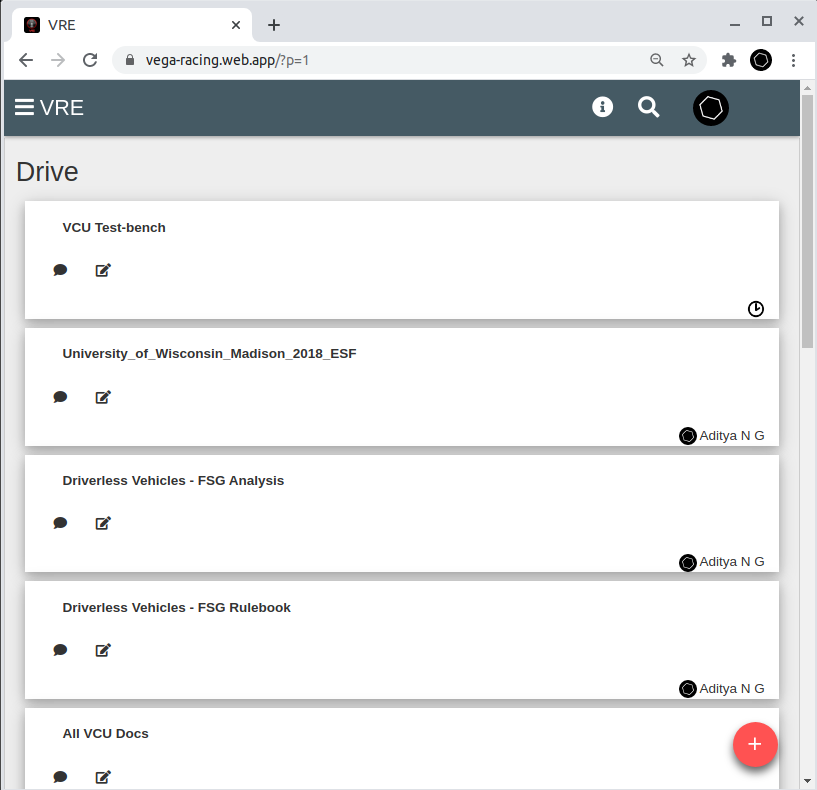 VRE
vega-racing.web.app/?p=1
VRE
Drive
VCU Test-bench
University_of_Wisconsin_Madison_2018_ESF
Aditya N G
Driverless Vehicles - FSG Analysis
Aditya N G
Driverless Vehicles - FSG Rulebook
Aditya N G
All VCU Docs